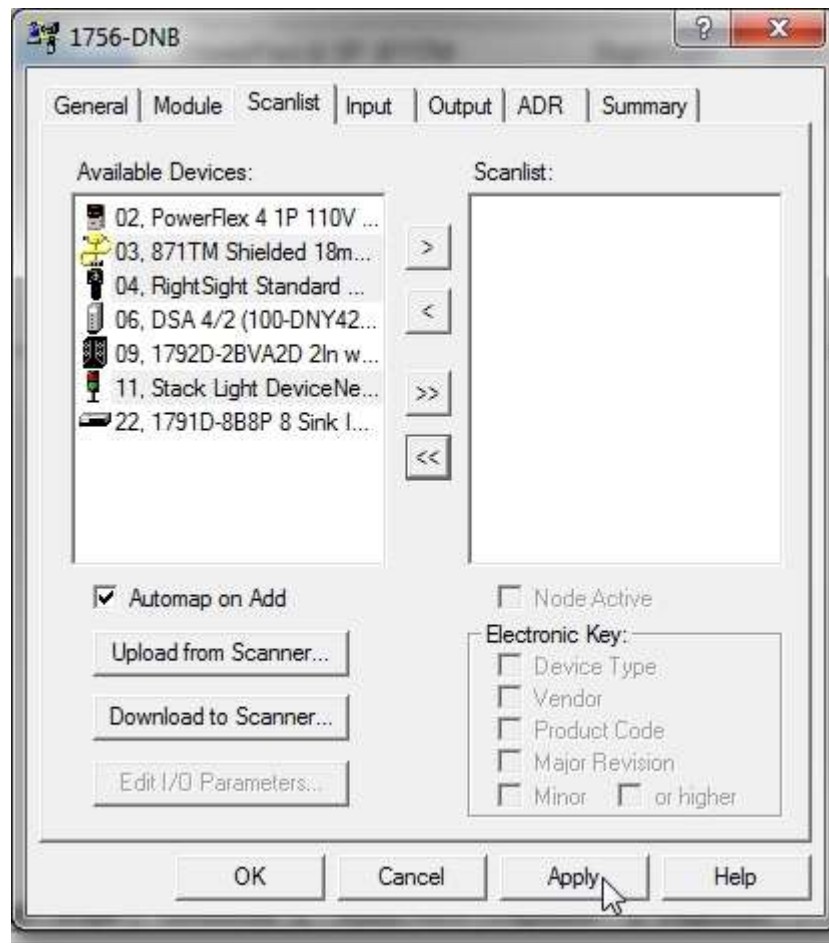 1756-DNB
General Module Scanlist Input Output ADR Summary
Available Devices:
02, PowerFlex 4 1P 110V ...
03, 871TM Shielded 18m...
04, RightSight Standard ...
06, DSA 4/2 (100-DNY42...
09, 1792D-2BVA2D 2In w...
11, Stack Light DeviceNe...
22, 1791D-8B8P 8 Sink I...
>
<
>>
<<
Scanlist:
Automap on Add
Upload from Scanner...
Download to Scanner...
Edit I/O Parameters...
Node Active
Electronic Key:
Device Type
Vendor
Product Code
Major Revision
Minor or higher
OK Cancel Apply Help